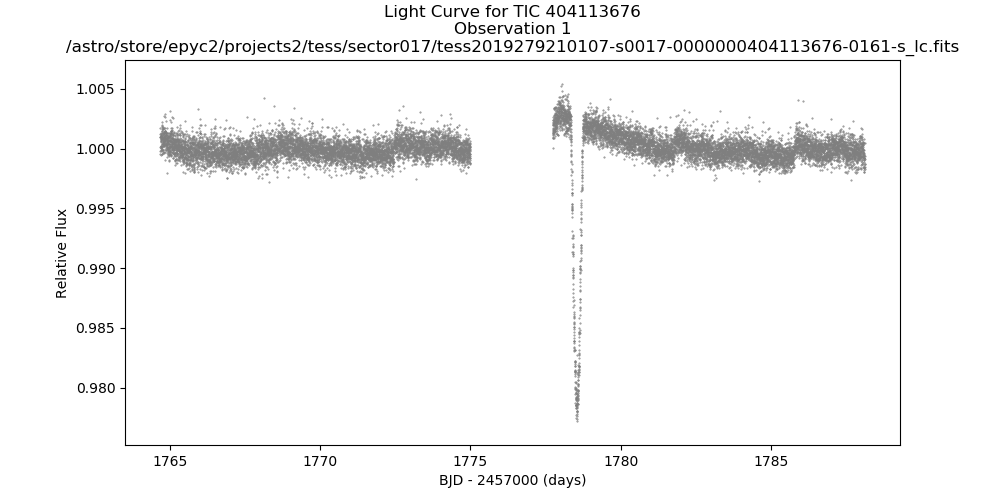 Light Curve for TIC 404113676
Observation 1
/astro/store/epyc2/projects2/tess/sector017/tess2019279210107-s0017-0000000404113676-0161-s_lc.fits
1.005
1.000
0.995
0.990
0.985
0.980
Relative Flux
1765
1770
1775
1780
1785
BJD - 2457000 (days)